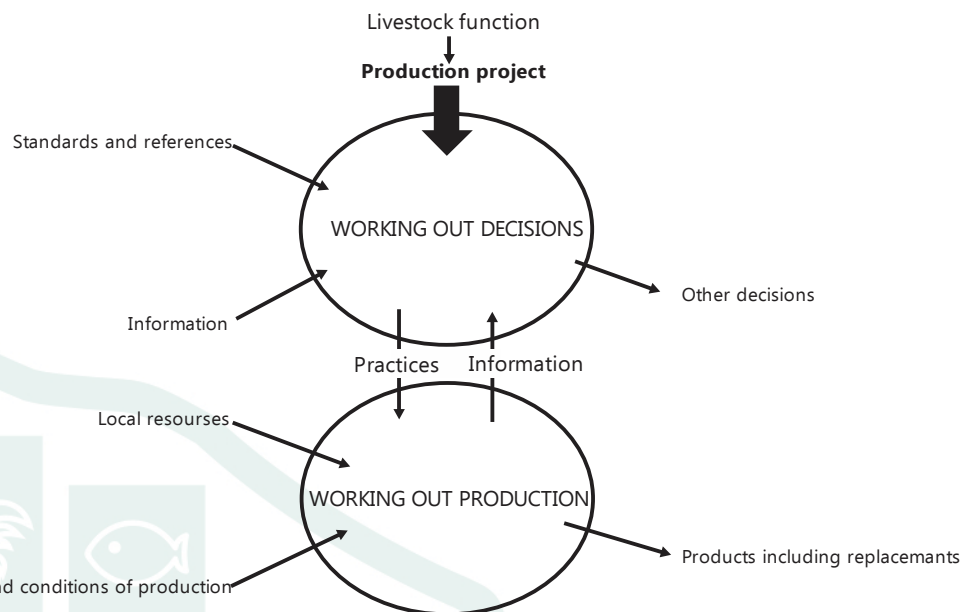 Livestock function
Production project
Standards and references
WORKING OUT DECISIONS
Other decisions
Information
Practices
Information
Local resourses
WORKING OUT PRODUCTION
Products including replacemants
conditions of production